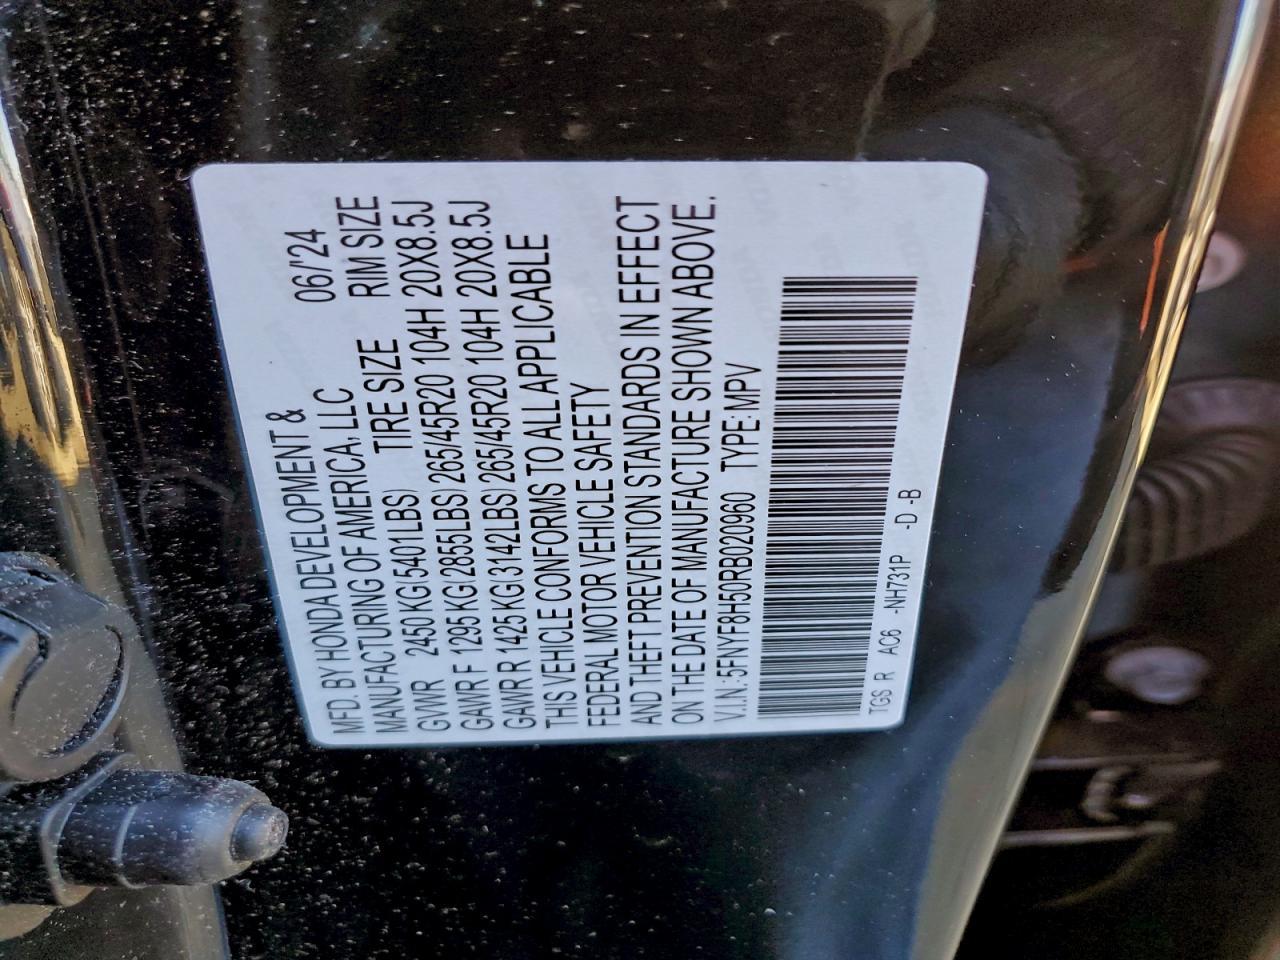 MFD. BY HONDA DEVELOPMENT &
MANUFACTURING OF AMERICA, LLC 06/'24
GVWR 2450 KG(5401LBS) TIRE SIZE RIM SIZE
GAWR F 1295 KG(2855LBS) 265/45R20 104H 20X8.5J
GAWR R 1425 KG(3142LBS) 265/45R20 104H 20X8.5J
THIS VEHICLE CONFORMS TO ALL APPLICABLE
FEDERAL MOTOR VEHICLE SAFETY
AND THEFT PREVENTION STANDARDS IN EFFECT
ON THE DATE OF MANUFACTURE SHOWN ABOVE.
V.I.N.: 5FNYF8H50RB020960 TYPE: MPV
TGS R AC6 -NH731P -D -B